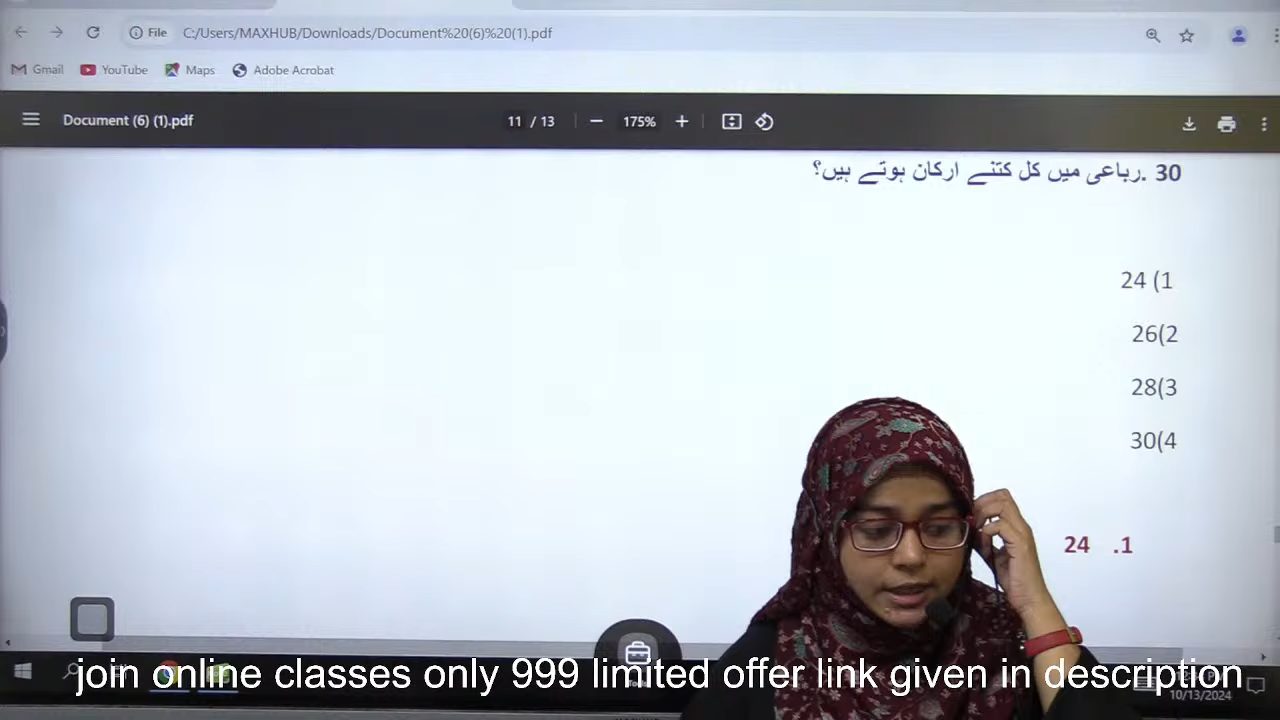 File C:/Users/MAXHUB/Downloads/Document%20(6)%20(1).pdf
Gmail YouTube Maps Adobe Acrobat
Document (6) (1).pdf 11 / 13 175%
30 .رباعی میں کل کتنے ارکان ہوتے ہیں؟
24 (1
26(2
28(3
30(4
24 .1
join online classes only 999 limited offer link given in description
10/13/2024